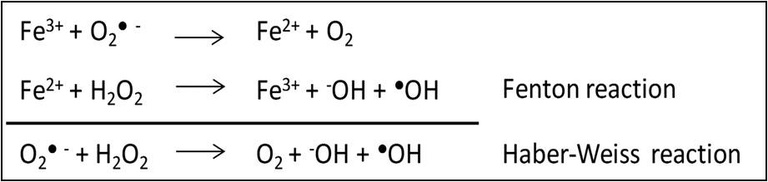 Fe³⁺ + O₂•⁻ → Fe²⁺ + O₂
Fe²⁺ + H₂O₂ → Fe³⁺ + ⁻OH + •OH Fenton reaction
O₂•⁻ + H₂O₂ → O₂ + ⁻OH + •OH Haber-Weiss reaction